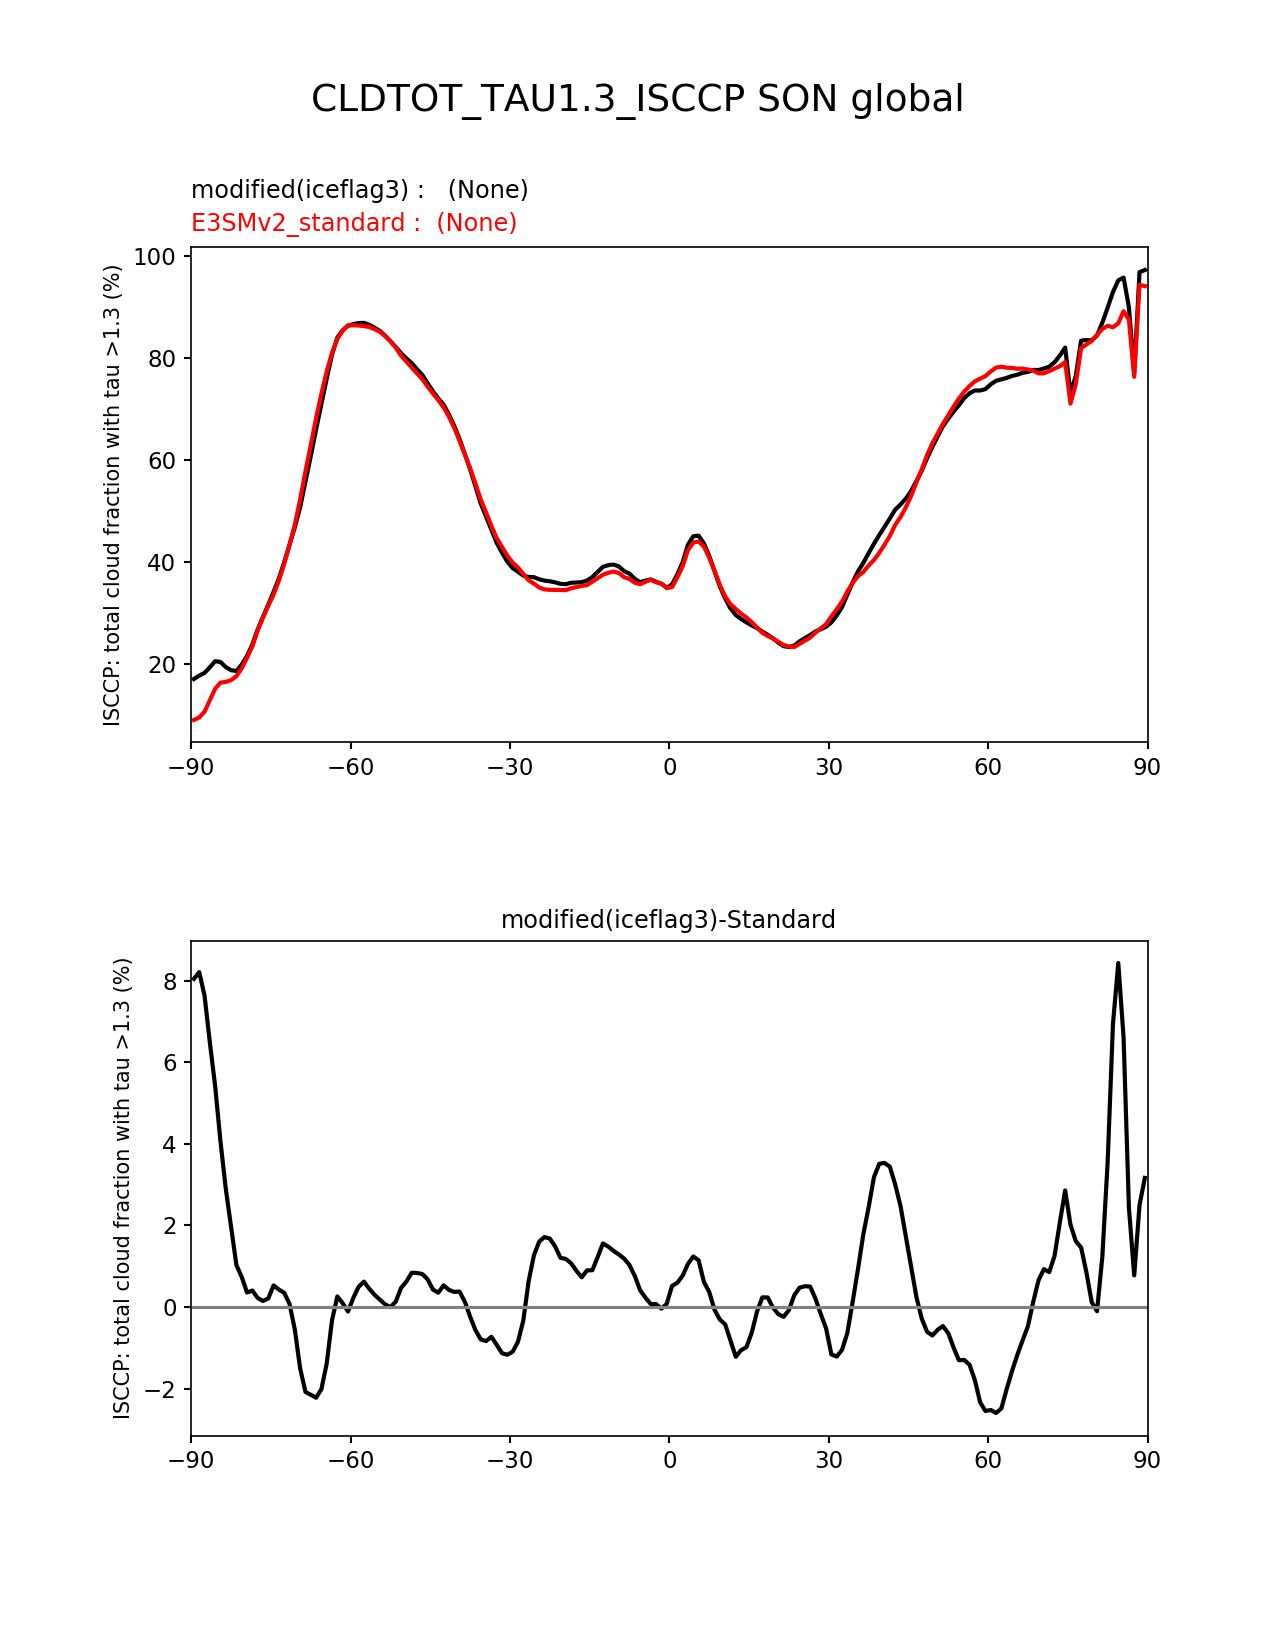 CLDTOT_TAU1.3_ISCCP SON global
modified(iceflag3) :   (None)
E3SMv2_standard :  (None)
ISCCP: total cloud fraction with tau >1.3 (%)
100
80
60
40
20
−90 −60 −30 0 30 60 90
modified(iceflag3)-Standard
ISCCP: total cloud fraction with tau >1.3 (%)
8
6
4
2
0
−2
−90 −60 −30 0 30 60 90